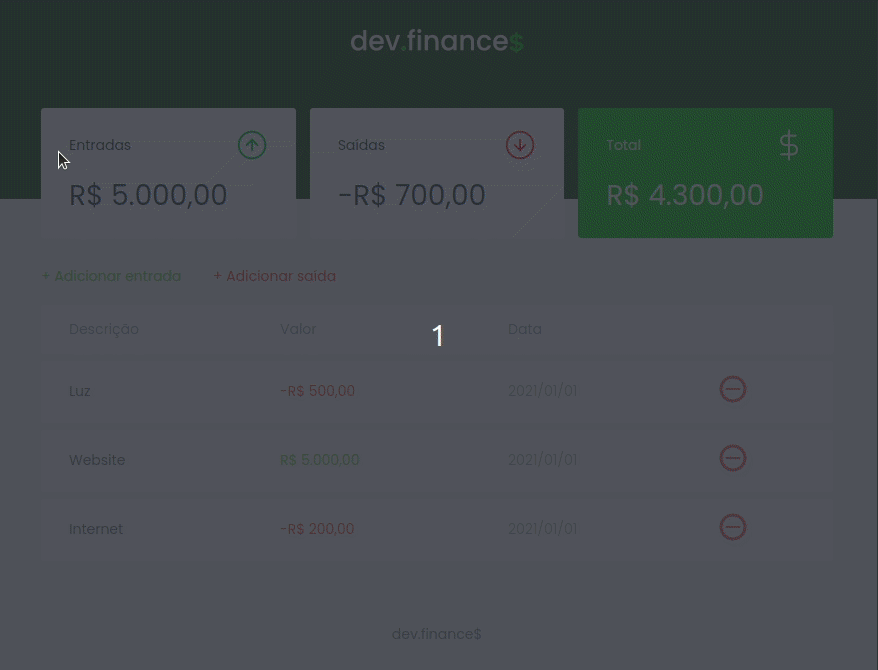 dev.finance$
Entradas
R$ 5.000,00
Saídas
-R$ 700,00
Total
$
R$ 4.300,00
+ Adicionar entrada + Adicionar saída
Descrição Valor Data
1
Luz -R$ 500,00 2021/01/01
Website R$ 5.000,00 2021/01/01
Internet -R$ 200,00 2021/01/01
dev.finance$